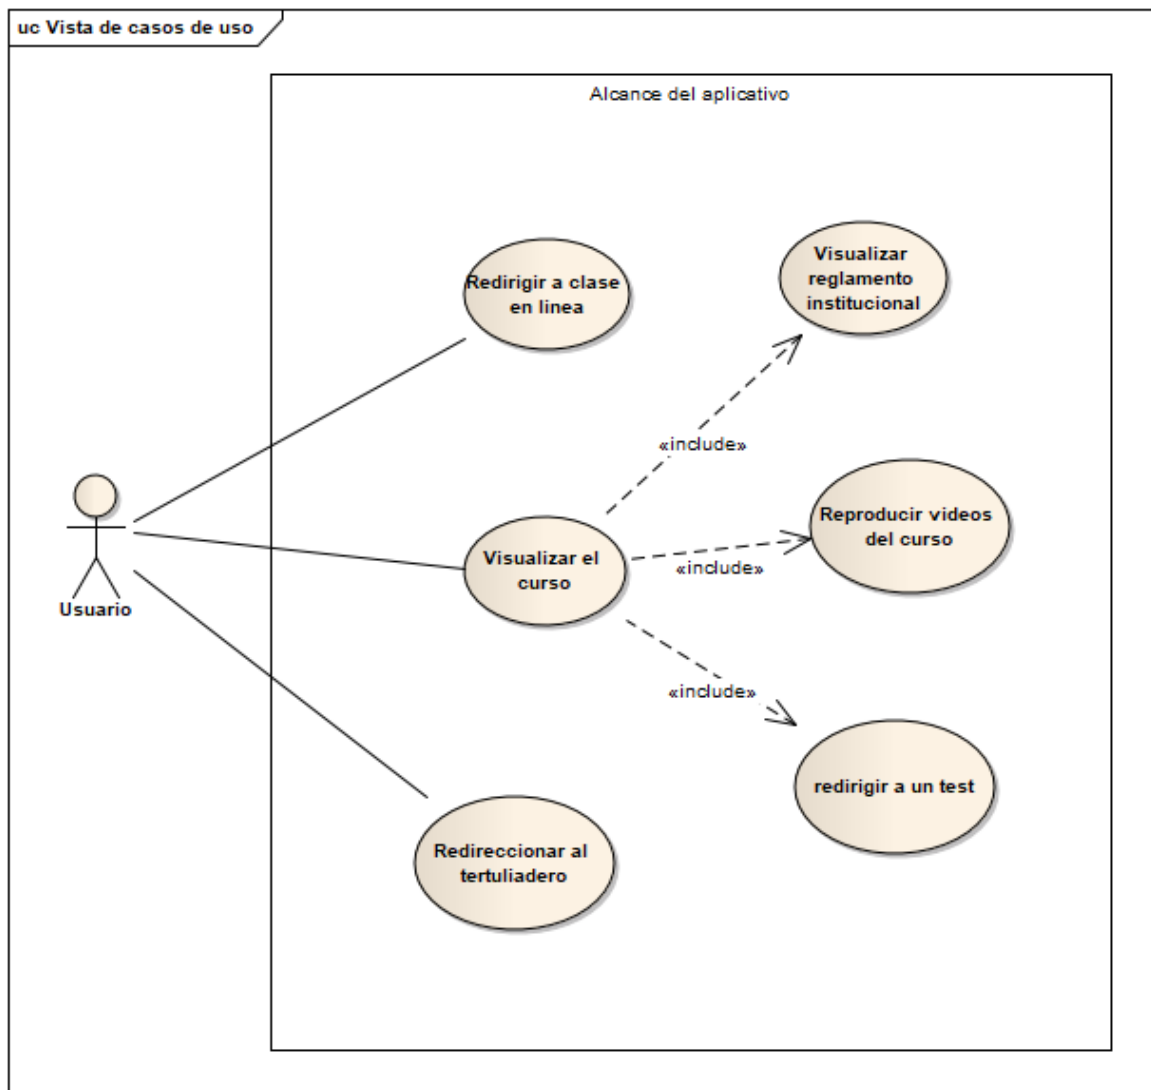 uc Vista de casos de uso
Alcance del aplicativo
Redirigir a clase
en linea
Visualizar
reglamento
institucional
«include»
Reproducir videos
del curso
Visualizar el
curso
«include»
Usuario
«include»
redirigir a un test
Redireccionar al
tertuliadero